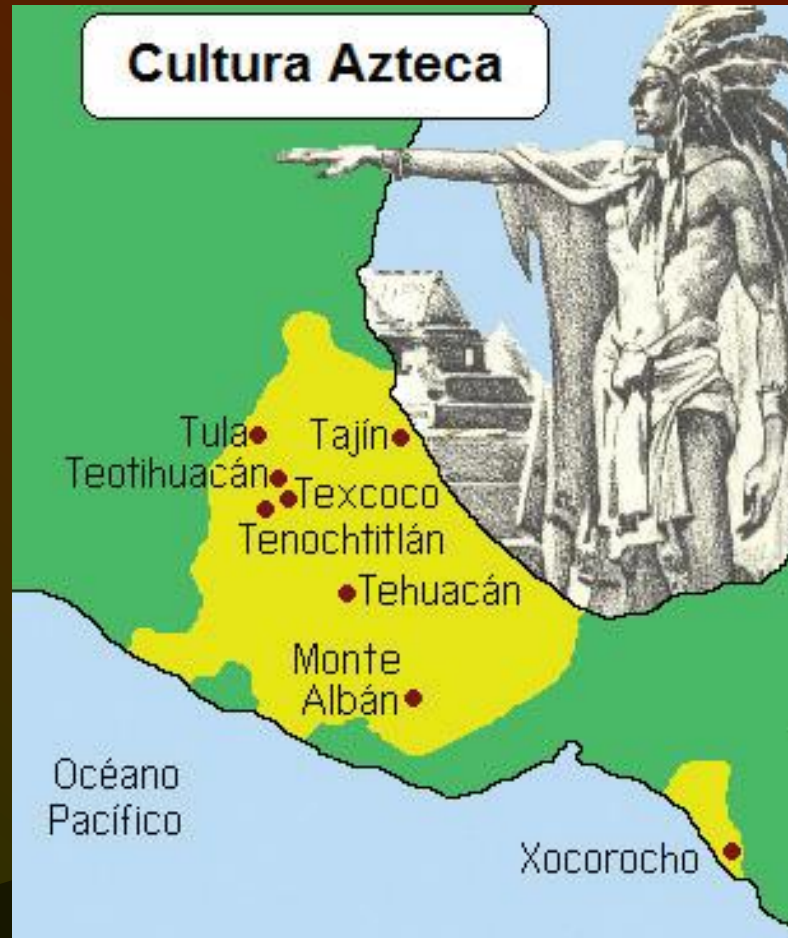 Cultura Azteca
Tula
Tajín
Teotihuacán
Texcoco
Tenochtitlán
Tehuacán
Monte
Albán
Océano
Pacífico
Xocorocho